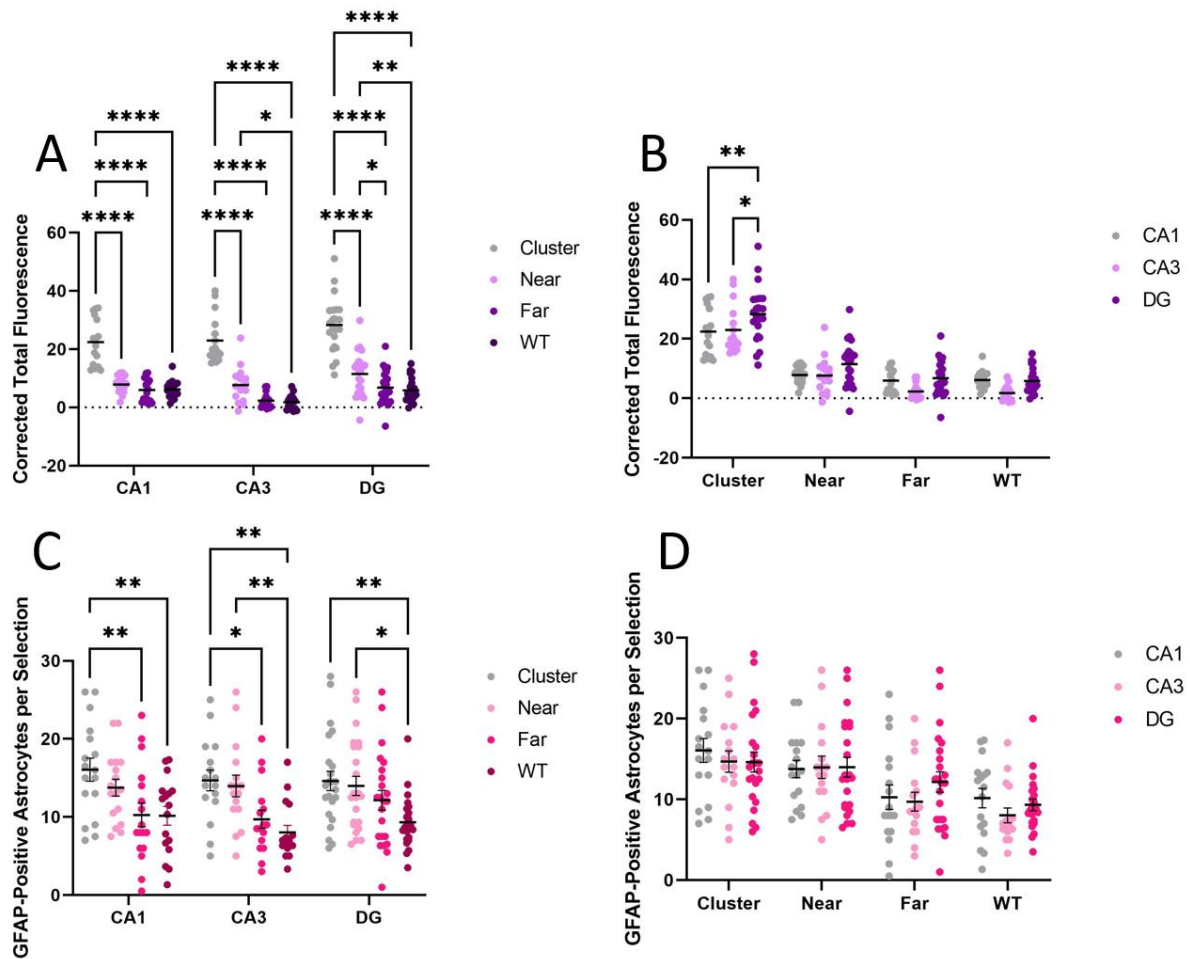 A
****
****
****
****
****
*
****
****
****
**
****
*
****
Corrected Total Fluorescence
60
40
20
0
-20
CA1
CA3
DG
Cluster
Near
Far
WT
B
**
*
Corrected Total Fluorescence
60
40
20
0
-20
Cluster
Near
Far
WT
CA1
CA3
DG
C
**
**
**
**
*
**
*
GFAP-Positive Astrocytes per Selection
30
20
10
0
CA1
CA3
DG
Cluster
Near
Far
WT
D
GFAP-Positive Astrocytes per Selection
30
20
10
0
Cluster
Near
Far
WT
CA1
CA3
DG